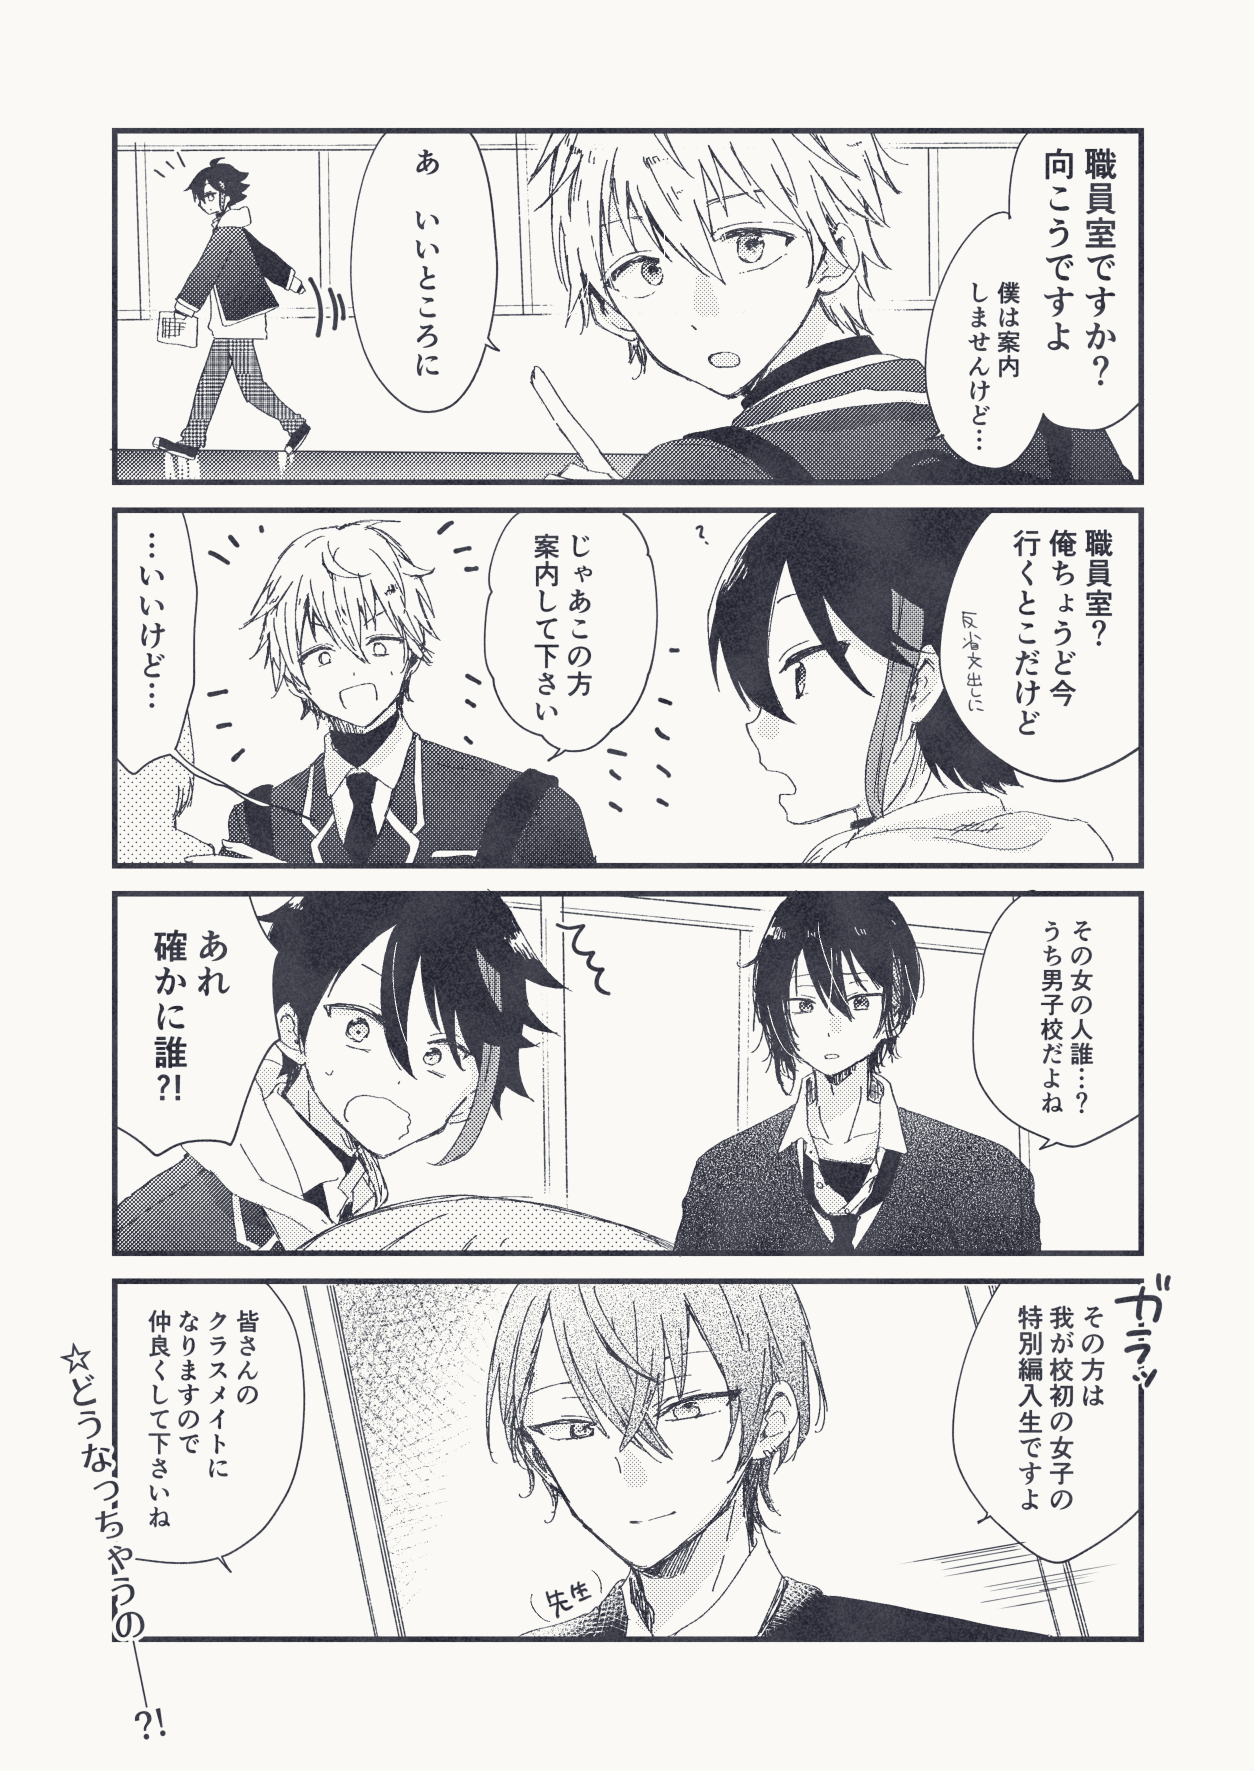 職員室ですか?
向こうですよ
僕は案内
しませんけど…
あ いいところに
職員室?
俺ちょうど今
行くとこだけど
反省文出しに
?
じゃあこの方
案内して下さい
…いいけど…
その女の人誰…?
うち男子校だよね
あれ
確かに誰?!
ガラッ
その方は
我が校初の女子の
特別編入生ですよ
先生
皆さんの
クラスメイトに
なりますので
仲良くして下さいね
☆どうなっちゃうの
―?!